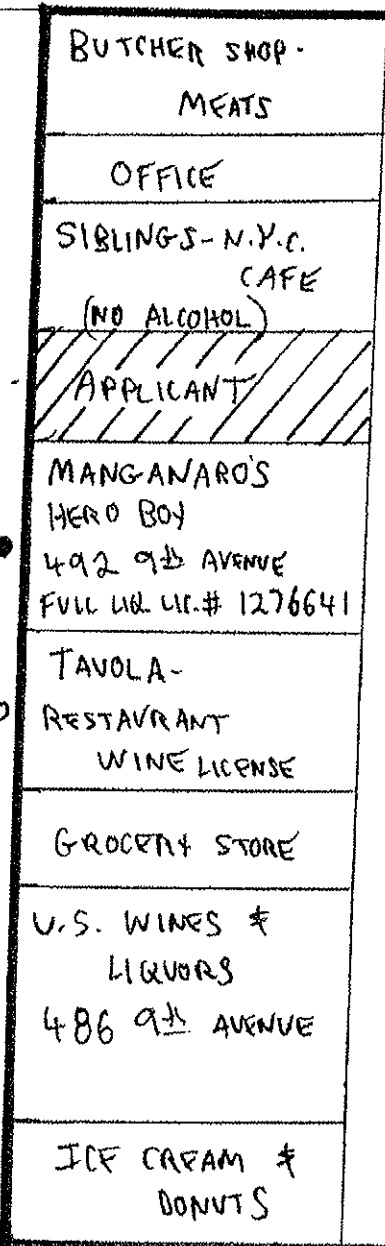 BUTCHER SHOP.
MEATS
OFFICE
SIBLINGS - N.Y.C.
CAFE
(NO ALCOHOL)
APPLICANT
MANGANARO'S
HERO BOY
492 9th AVENUE
FULL LIQ. LIC. # 1276641
TAVOLA -
RESTAURANT
WINE LICENSE
GROCERY STORE
U.S. WINES &
LIQUORS
486 9th AVENUE
ICE CREAM &
DONUTS